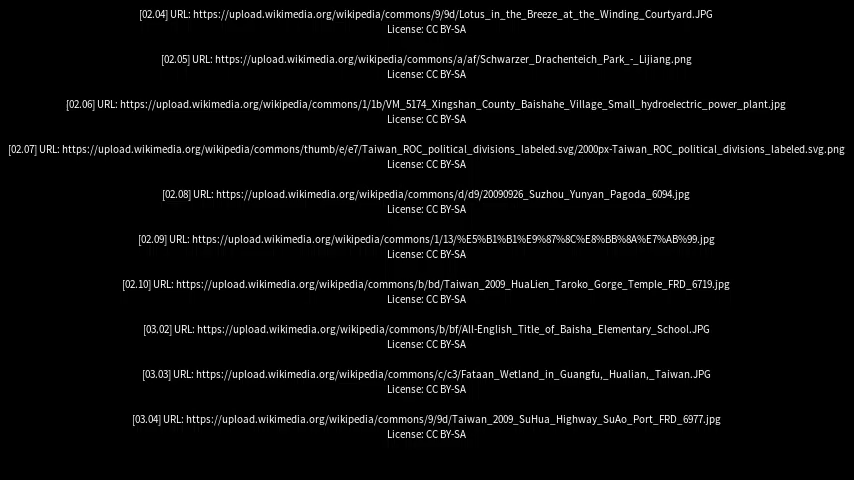 [02.04] URL: https://upload.wikimedia.org/wikipedia/commons/9/9d/Lotus_in_the_Breeze_at_the_Winding_Courtyard.JPG
License: CC BY-SA
[02.05] URL: https://upload.wikimedia.org/wikipedia/commons/a/af/Schwarzer_Drachenteich_Park_-_Lijiang.png
License: CC BY-SA
[02.06] URL: https://upload.wikimedia.org/wikipedia/commons/1/1b/VM_5174_Xingshan_County_Baishahe_Village_Small_hydroelectric_power_plant.jpg
License: CC BY-SA
[02.07] URL: https://upload.wikimedia.org/wikipedia/commons/thumb/e/e7/Taiwan_ROC_political_divisions_labeled.svg/2000px-Taiwan_ROC_political_divisions_labeled.svg.png
License: CC BY-SA
[02.08] URL: https://upload.wikimedia.org/wikipedia/commons/d/d9/20090926_Suzhou_Yunyan_Pagoda_6094.jpg
License: CC BY-SA
[02.09] URL: https://upload.wikimedia.org/wikipedia/commons/1/13/%E5%B1%B1%E9%87%8C%E8%BB%8A%E7%AB%99.jpg
License: CC BY-SA
[02.10] URL: https://upload.wikimedia.org/wikipedia/commons/b/bd/Taiwan_2009_HuaLien_Taroko_Gorge_Temple_FRD_6719.jpg
License: CC BY-SA
[03.02] URL: https://upload.wikimedia.org/wikipedia/commons/b/bf/All-English_Title_of_Baisha_Elementary_School.JPG
License: CC BY-SA
[03.03] URL: https://upload.wikimedia.org/wikipedia/commons/c/c3/Fataan_Wetland_in_Guangfu,_Hualian,_Taiwan.JPG
License: CC BY-SA
[03.04] URL: https://upload.wikimedia.org/wikipedia/commons/9/9d/Taiwan_2009_SuHua_Highway_SuAo_Port_FRD_6977.jpg
License: CC BY-SA